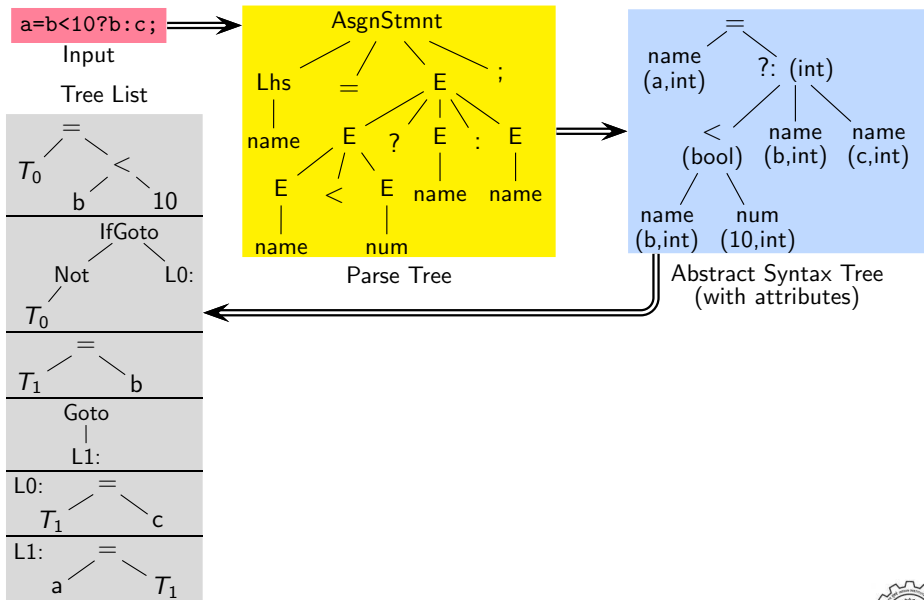 a=b<10?b:c;
Input
AsgnStmnt
Lhs = E ;
name E ? E : E
E < E name name
name num
Parse Tree
=
name ?: (int)
(a,int)
< name name
(bool) (b,int) (c,int)
name num
(b,int) (10,int)
Abstract Syntax Tree
(with attributes)
Tree List
=
T0 <
b 10
IfGoto
Not L0:
T0
=
T1 b
Goto
L1:
L0: =
T1 c
L1: =
a T1